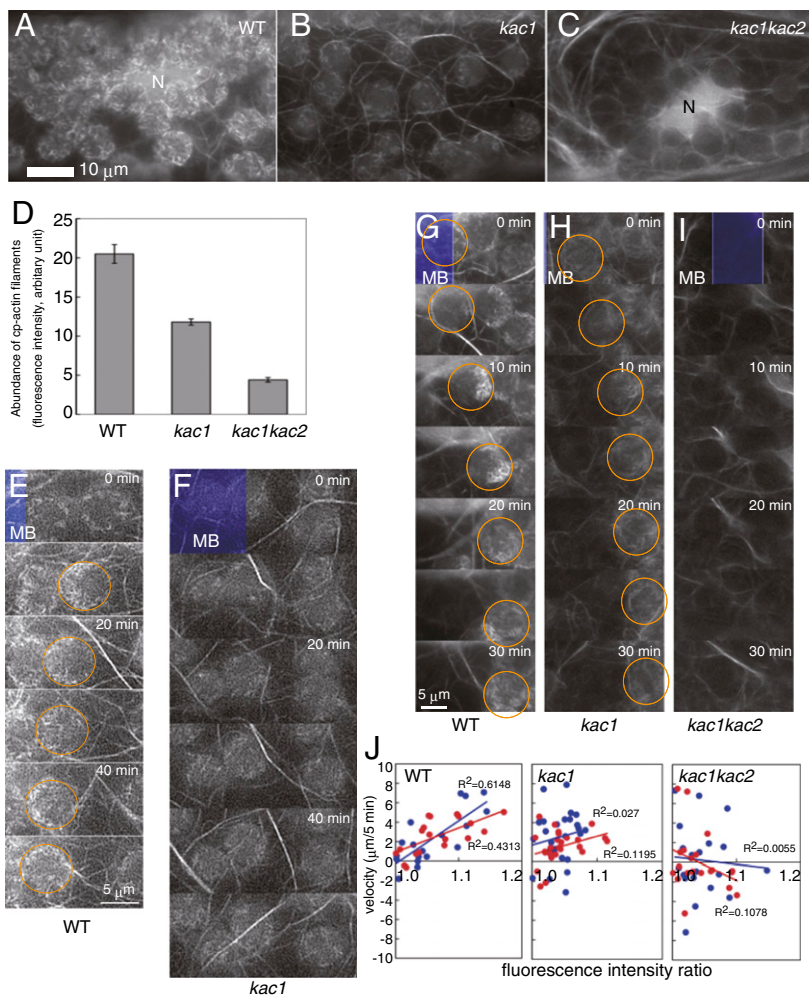 A WT
B kac1
C kac1kac2
N
N
10 μm
D
Abundance of cp-actin filaments
(fluorescence intensity, arbitary unit)
25
20
15
10
5
0
WT kac1 kac1kac2
E
0 min
MB
20 min
40 min
5 μm
WT
F
0 min
MB
20 min
40 min
kac1
G
0 min
MB
10 min
20 min
30 min
5 μm
WT
H
0 min
MB
10 min
20 min
30 min
kac1
I
0 min
10 min
20 min
30 min
kac1kac2
J
velocity (μm/5 min)
10
8
6
4
2
0
-2
-4
-6
-8
-10
WT
R²=0.6148
R²=0.4313
1.0 1.1 1.2
kac1
R²=0.027
R²=0.1195
1.0 1.1 1.2
kac1kac2
R²=0.0055
R²=0.1078
1.0 1.1 1.2
fluorescence intensity ratio